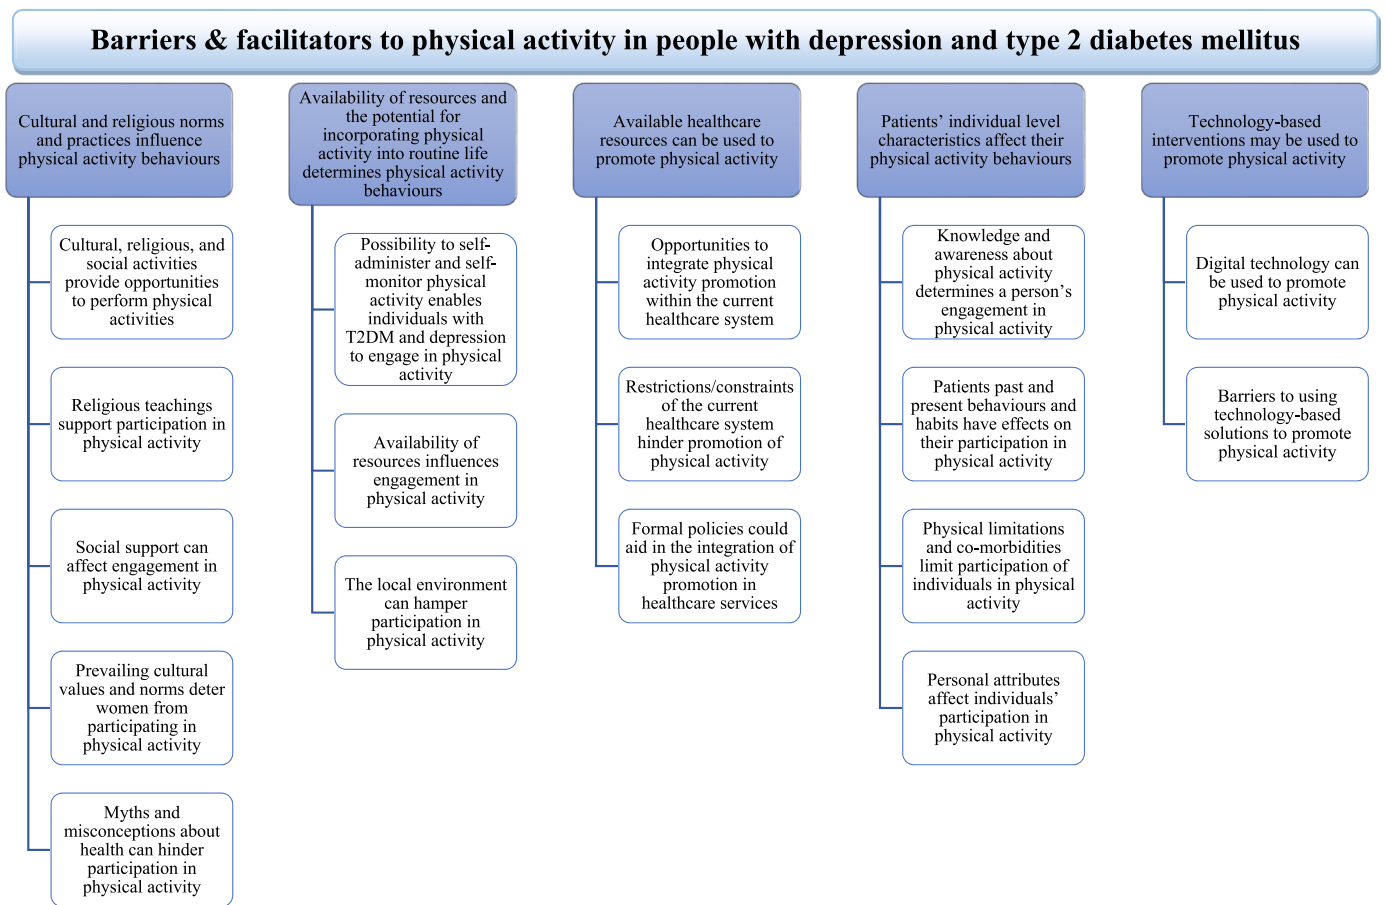 Barriers & facilitators to physical activity in people with depression and type 2 diabetes mellitus
Cultural and religious norms
and practices influence
physical activity behaviours
Cultural, religious, and
social activities
provide opportunities
to perform physical
activities
Religious teachings
support participation in
physical activity
Social support can
affect engagement in
physical activity
Prevailing cultural
values and norms deter
women from
participating in
physical activity
Myths and
misconceptions about
health can hinder
participation in
physical activity
Availability of resources and
the potential for
incorporating physical
activity into routine life
determines physical activity
behaviours
Possibility to self-
administer and self-
monitor physical
activity enables
individuals with
T2DM and depression
to engage in physical
activity
Availability of
resources influences
engagement in
physical activity
The local environment
can hamper
participation in
physical activity
Available healthcare
resources can be used to
promote physical activity
Opportunities to
integrate physical
activity promotion
within the current
healthcare system
Restrictions/constraints
of the current
healthcare system
hinder promotion of
physical activity
Formal policies could
aid in the integration of
physical activity
promotion in
healthcare services
Patients’ individual level
characteristics affect their
physical activity behaviours
Knowledge and
awareness about
physical activity
determines a person’s
engagement in
physical activity
Patients past and
present behaviours and
habits have effects on
their participation in
physical activity
Physical limitations
and co-morbidities
limit participation of
individuals in physical
activity
Personal attributes
affect individuals’
participation in
physical activity
Technology-based
interventions may be used to
promote physical activity
Digital technology can
be used to promote
physical activity
Barriers to using
technology-based
solutions to promote
physical activity